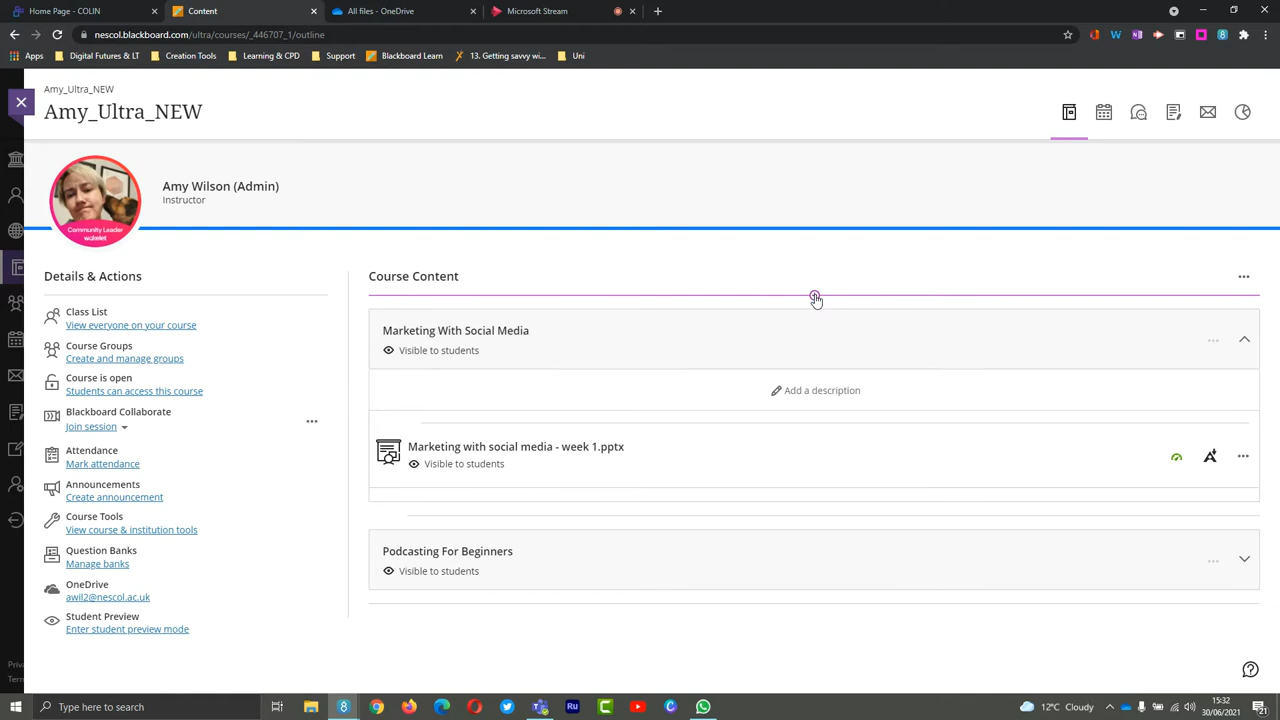 Home Page - COLIN
Content
All files - OneDrive
Microsoft Stream
nescol.blackboard.com/ultra/courses/_446707_1/outline
Apps
Digital Futures & LT
Creation Tools
Learning & CPD
Support
Blackboard Learn
13. Getting savvy wi...
Uni
Amy_Ultra_NEW
Amy_Ultra_NEW
Amy Wilson (Admin)
Instructor
Community Leader
wakelet
Details & Actions
Class List
View everyone on your course
Course Groups
Create and manage groups
Course is open
Students can access this course
Blackboard Collaborate
Join session
Attendance
Mark attendance
Announcements
Create announcement
Course Tools
View course & institution tools
Question Banks
Manage banks
OneDrive
awil2@nescol.ac.uk
Student Preview
Enter student preview mode
Course Content
Marketing With Social Media
Visible to students
Add a description
Marketing with social media - week 1.pptx
Visible to students
Podcasting For Beginners
Visible to students
Priv
Term
Type here to search
12°C Cloudy
15:32
30/06/2021